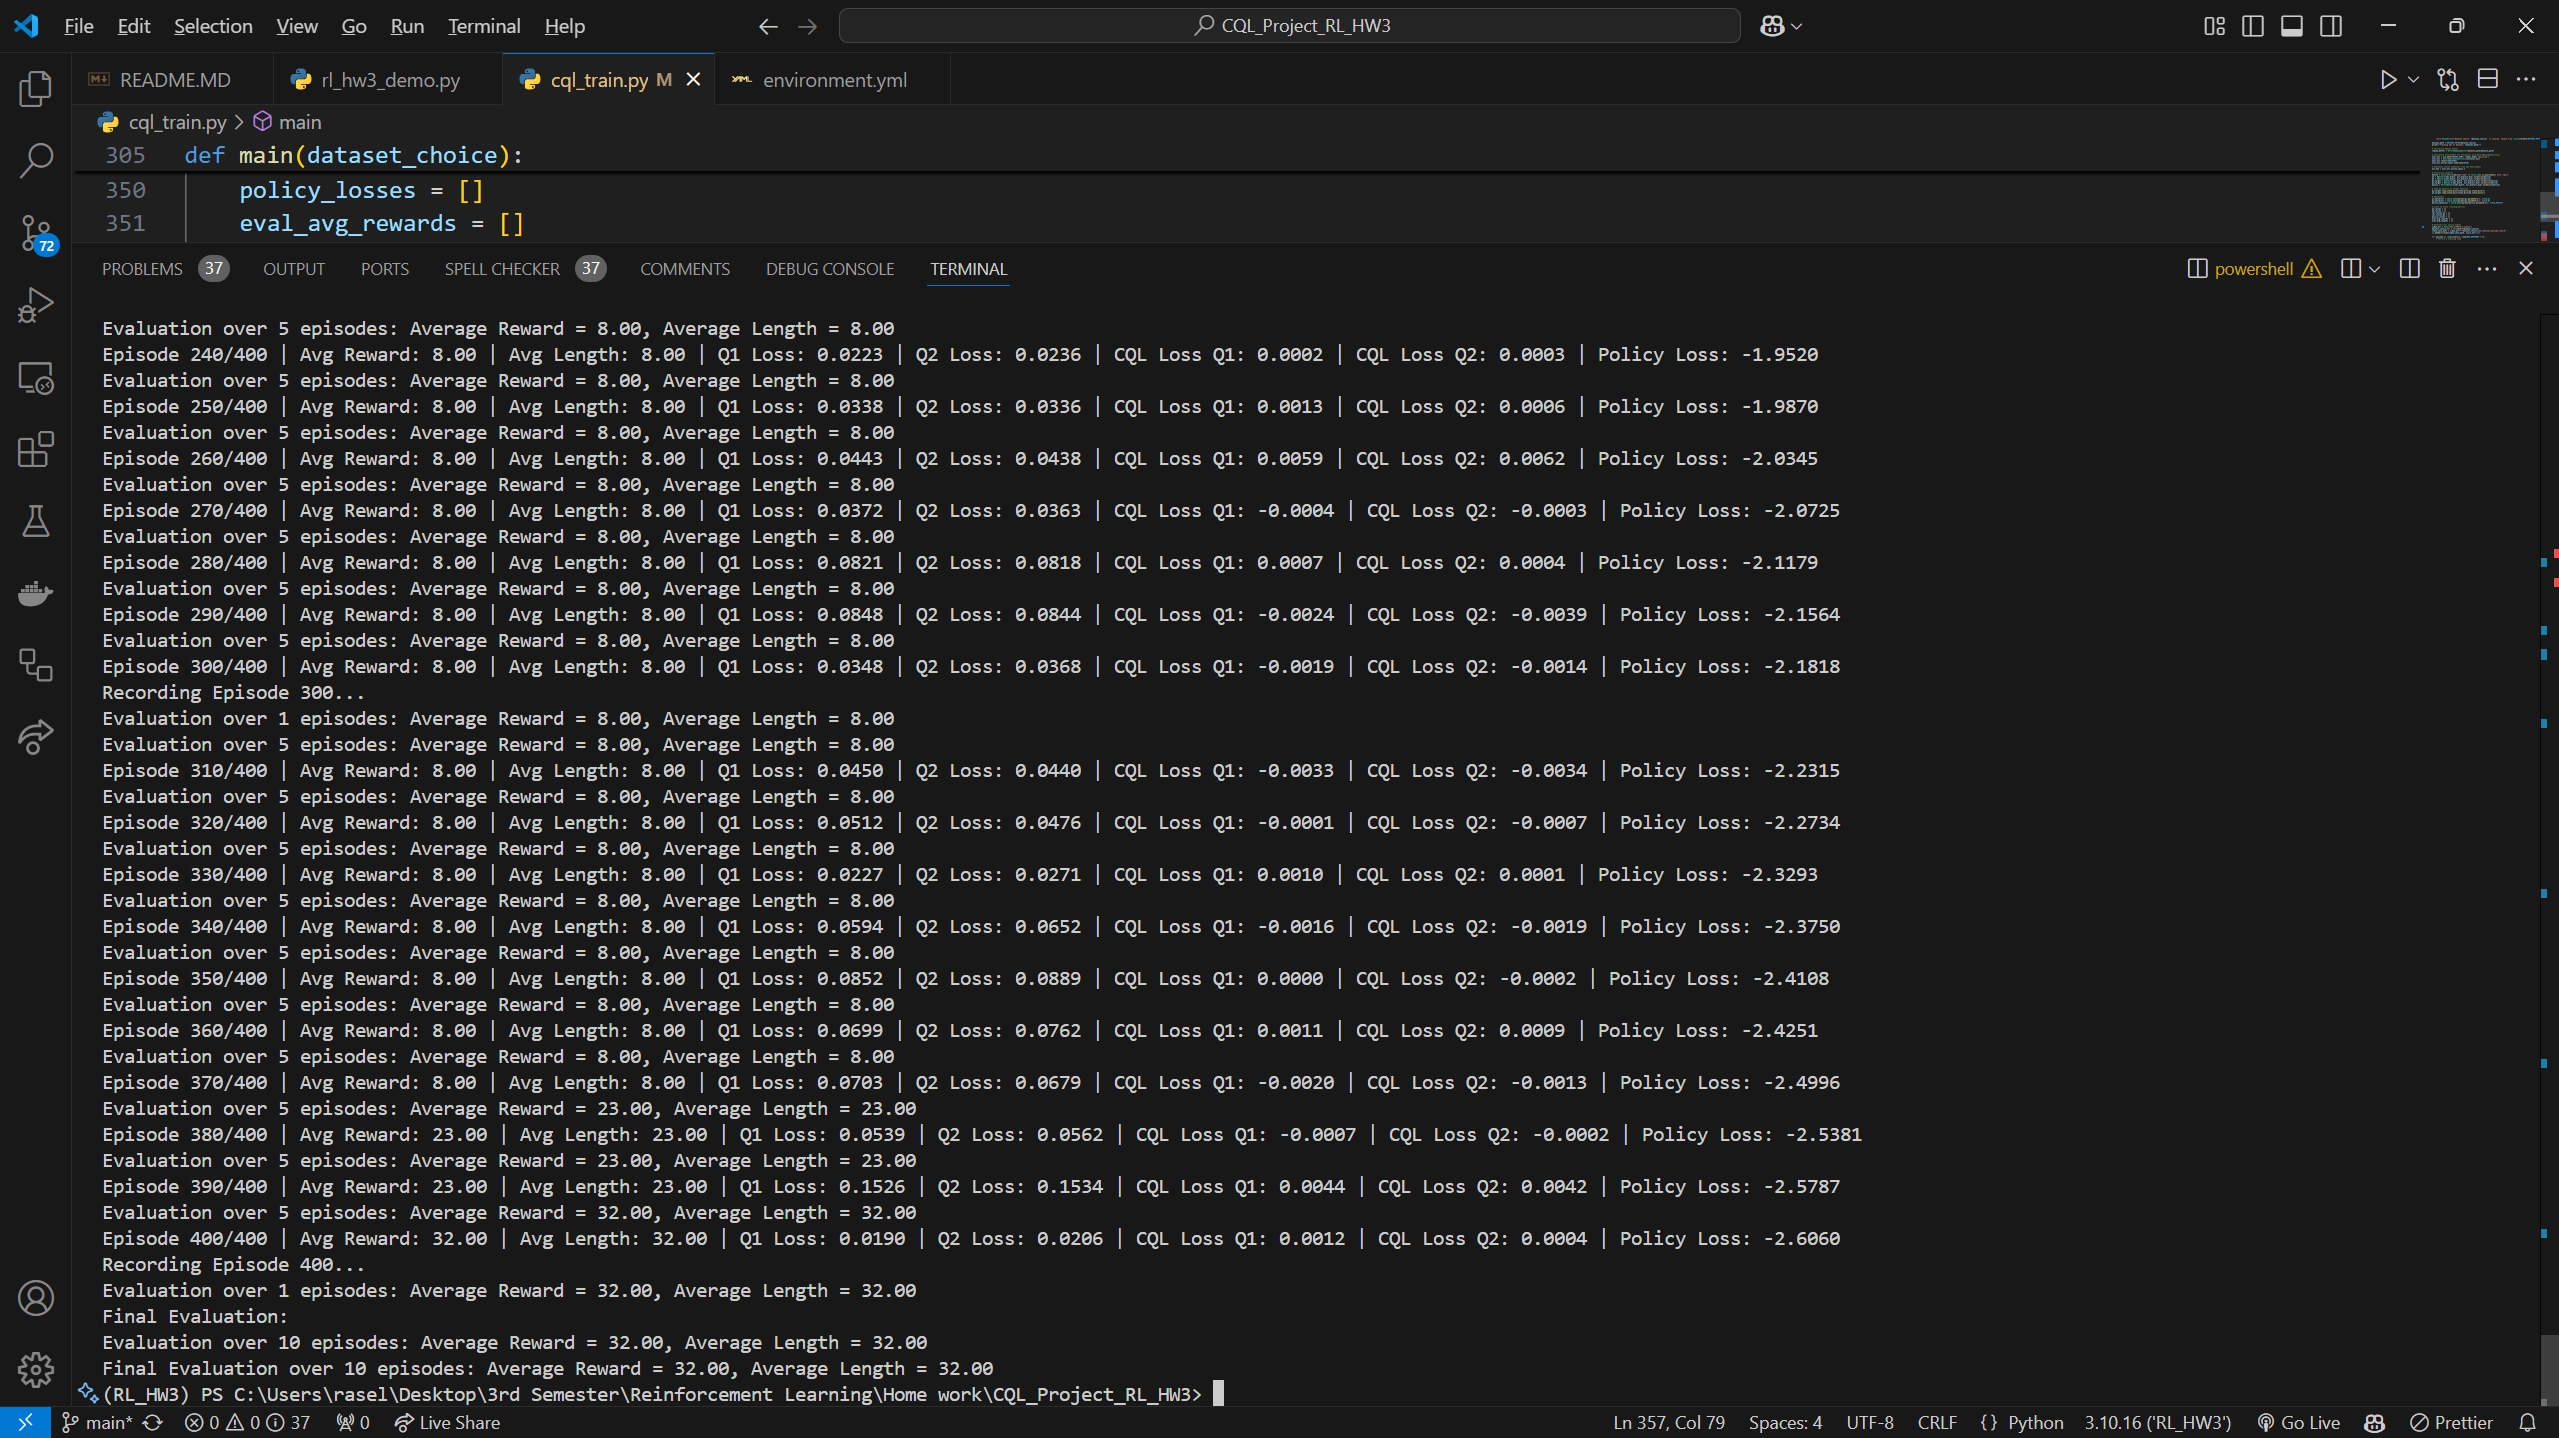 File Edit Selection View Go Run Terminal Help CQL_Project_RL_HW3
README.MD rl_hw3_demo.py cql_train.py M environment.yml
cql_train.py > main
305 def main(dataset_choice):
350 policy_losses = []
351 eval_avg_rewards = []
PROBLEMS 37 OUTPUT PORTS SPELL CHECKER 37 COMMENTS DEBUG CONSOLE TERMINAL powershell
Evaluation over 5 episodes: Average Reward = 8.00, Average Length = 8.00
Episode 240/400 | Avg Reward: 8.00 | Avg Length: 8.00 | Q1 Loss: 0.0223 | Q2 Loss: 0.0236 | CQL Loss Q1: 0.0002 | CQL Loss Q2: 0.0003 | Policy Loss: -1.9520
Evaluation over 5 episodes: Average Reward = 8.00, Average Length = 8.00
Episode 250/400 | Avg Reward: 8.00 | Avg Length: 8.00 | Q1 Loss: 0.0338 | Q2 Loss: 0.0336 | CQL Loss Q1: 0.0013 | CQL Loss Q2: 0.0006 | Policy Loss: -1.9870
Evaluation over 5 episodes: Average Reward = 8.00, Average Length = 8.00
Episode 260/400 | Avg Reward: 8.00 | Avg Length: 8.00 | Q1 Loss: 0.0443 | Q2 Loss: 0.0438 | CQL Loss Q1: 0.0059 | CQL Loss Q2: 0.0062 | Policy Loss: -2.0345
Evaluation over 5 episodes: Average Reward = 8.00, Average Length = 8.00
Episode 270/400 | Avg Reward: 8.00 | Avg Length: 8.00 | Q1 Loss: 0.0372 | Q2 Loss: 0.0363 | CQL Loss Q1: -0.0004 | CQL Loss Q2: -0.0003 | Policy Loss: -2.0725
Evaluation over 5 episodes: Average Reward = 8.00, Average Length = 8.00
Episode 280/400 | Avg Reward: 8.00 | Avg Length: 8.00 | Q1 Loss: 0.0821 | Q2 Loss: 0.0818 | CQL Loss Q1: 0.0007 | CQL Loss Q2: 0.0004 | Policy Loss: -2.1179
Evaluation over 5 episodes: Average Reward = 8.00, Average Length = 8.00
Episode 290/400 | Avg Reward: 8.00 | Avg Length: 8.00 | Q1 Loss: 0.0848 | Q2 Loss: 0.0844 | CQL Loss Q1: -0.0024 | CQL Loss Q2: -0.0039 | Policy Loss: -2.1564
Evaluation over 5 episodes: Average Reward = 8.00, Average Length = 8.00
Episode 300/400 | Avg Reward: 8.00 | Avg Length: 8.00 | Q1 Loss: 0.0348 | Q2 Loss: 0.0368 | CQL Loss Q1: -0.0019 | CQL Loss Q2: -0.0014 | Policy Loss: -2.1818
Recording Episode 300...
Evaluation over 1 episodes: Average Reward = 8.00, Average Length = 8.00
Evaluation over 5 episodes: Average Reward = 8.00, Average Length = 8.00
Episode 310/400 | Avg Reward: 8.00 | Avg Length: 8.00 | Q1 Loss: 0.0450 | Q2 Loss: 0.0440 | CQL Loss Q1: -0.0033 | CQL Loss Q2: -0.0034 | Policy Loss: -2.2315
Evaluation over 5 episodes: Average Reward = 8.00, Average Length = 8.00
Episode 320/400 | Avg Reward: 8.00 | Avg Length: 8.00 | Q1 Loss: 0.0512 | Q2 Loss: 0.0476 | CQL Loss Q1: -0.0001 | CQL Loss Q2: -0.0007 | Policy Loss: -2.2734
Evaluation over 5 episodes: Average Reward = 8.00, Average Length = 8.00
Episode 330/400 | Avg Reward: 8.00 | Avg Length: 8.00 | Q1 Loss: 0.0227 | Q2 Loss: 0.0271 | CQL Loss Q1: 0.0010 | CQL Loss Q2: 0.0001 | Policy Loss: -2.3293
Evaluation over 5 episodes: Average Reward = 8.00, Average Length = 8.00
Episode 340/400 | Avg Reward: 8.00 | Avg Length: 8.00 | Q1 Loss: 0.0594 | Q2 Loss: 0.0652 | CQL Loss Q1: -0.0016 | CQL Loss Q2: -0.0019 | Policy Loss: -2.3750
Evaluation over 5 episodes: Average Reward = 8.00, Average Length = 8.00
Episode 350/400 | Avg Reward: 8.00 | Avg Length: 8.00 | Q1 Loss: 0.0852 | Q2 Loss: 0.0889 | CQL Loss Q1: 0.0000 | CQL Loss Q2: -0.0002 | Policy Loss: -2.4108
Evaluation over 5 episodes: Average Reward = 8.00, Average Length = 8.00
Episode 360/400 | Avg Reward: 8.00 | Avg Length: 8.00 | Q1 Loss: 0.0699 | Q2 Loss: 0.0762 | CQL Loss Q1: 0.0011 | CQL Loss Q2: 0.0009 | Policy Loss: -2.4251
Evaluation over 5 episodes: Average Reward = 8.00, Average Length = 8.00
Episode 370/400 | Avg Reward: 8.00 | Avg Length: 8.00 | Q1 Loss: 0.0703 | Q2 Loss: 0.0679 | CQL Loss Q1: -0.0020 | CQL Loss Q2: -0.0013 | Policy Loss: -2.4996
Evaluation over 5 episodes: Average Reward = 23.00, Average Length = 23.00
Episode 380/400 | Avg Reward: 23.00 | Avg Length: 23.00 | Q1 Loss: 0.0539 | Q2 Loss: 0.0562 | CQL Loss Q1: -0.0007 | CQL Loss Q2: -0.0002 | Policy Loss: -2.5381
Evaluation over 5 episodes: Average Reward = 23.00, Average Length = 23.00
Episode 390/400 | Avg Reward: 23.00 | Avg Length: 23.00 | Q1 Loss: 0.1526 | Q2 Loss: 0.1534 | CQL Loss Q1: 0.0044 | CQL Loss Q2: 0.0042 | Policy Loss: -2.5787
Evaluation over 5 episodes: Average Reward = 32.00, Average Length = 32.00
Episode 400/400 | Avg Reward: 32.00 | Avg Length: 32.00 | Q1 Loss: 0.0190 | Q2 Loss: 0.0206 | CQL Loss Q1: 0.0012 | CQL Loss Q2: 0.0004 | Policy Loss: -2.6060
Recording Episode 400...
Evaluation over 1 episodes: Average Reward = 32.00, Average Length = 32.00
Final Evaluation:
Evaluation over 10 episodes: Average Reward = 32.00, Average Length = 32.00
Final Evaluation over 10 episodes: Average Reward = 32.00, Average Length = 32.00
(RL_HW3) PS C:\Users\rasel\Desktop\3rd Semester\Reinforcement Learning\Home work\CQL_Project_RL_HW3>
72
main* 0 0 37 0 Live Share Ln 357, Col 79 Spaces: 4 UTF-8 CRLF {} Python 3.10.16 ('RL_HW3') Go Live Prettier